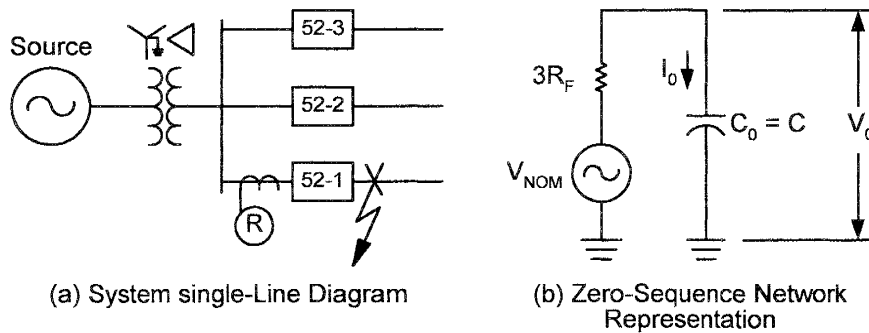 Source
52-3
52-2
52-1
R
(a) System single-Line Diagram
3R_F
I_0
C_0 = C
V_0
V_NOM
(b) Zero-Sequence Network
Representation